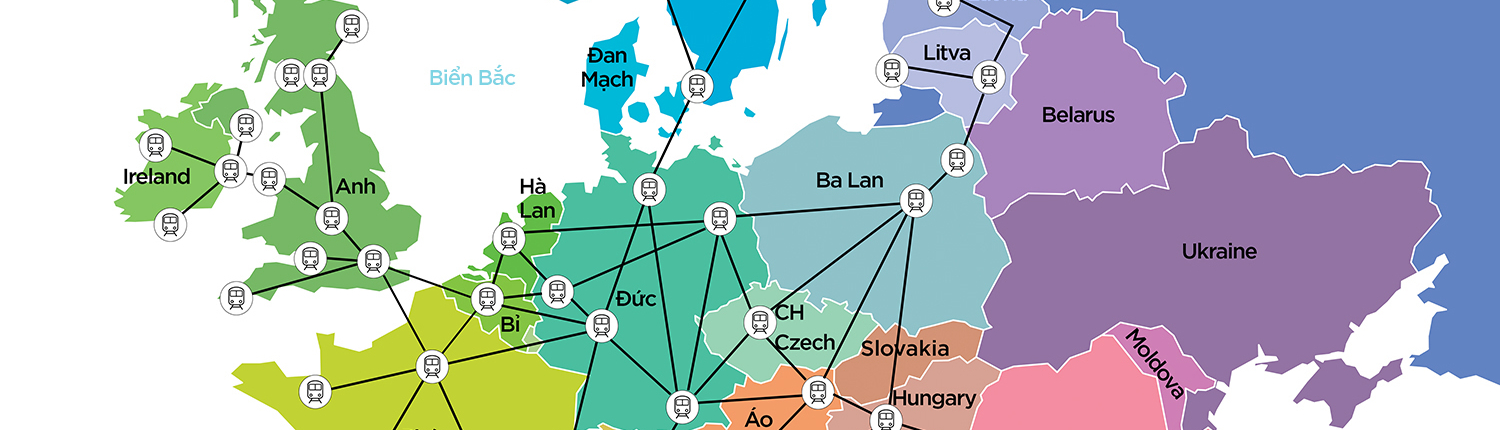 Litva
Đan
Mạch
Biển Bắc
Belarus
Ireland
Anh
Hà
Lan
Ba Lan
Ukraine
Đức
CH
Czech
Bỉ
Slovakia
Moldova
Hungary
Áo